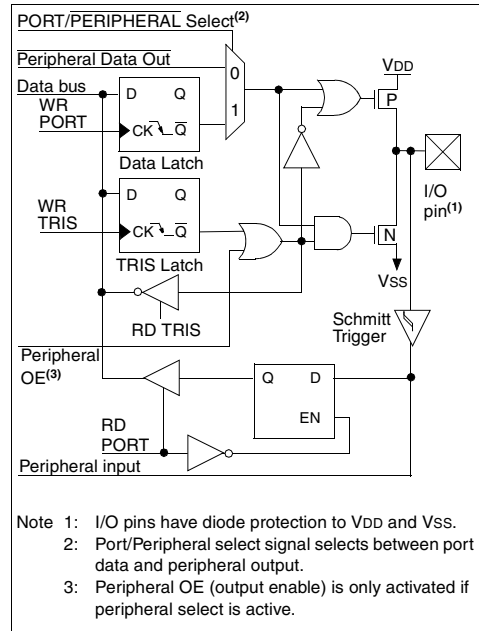 PORT/PERIPHERAL Select(2)
Peripheral Data Out
Data bus
WR
PORT
D Q
CK Q
Data Latch
0
1
VDD
P
I/O
pin(1)
WR
TRIS
D Q
CK Q
TRIS Latch
N
VSS
RD TRIS
Schmitt
Trigger
Peripheral
OE(3)
Q D
EN
RD
PORT
Peripheral input
Note 1: I/O pins have diode protection to VDD and VSS.
2: Port/Peripheral select signal selects between port
data and peripheral output.
3: Peripheral OE (output enable) is only activated if
peripheral select is active.